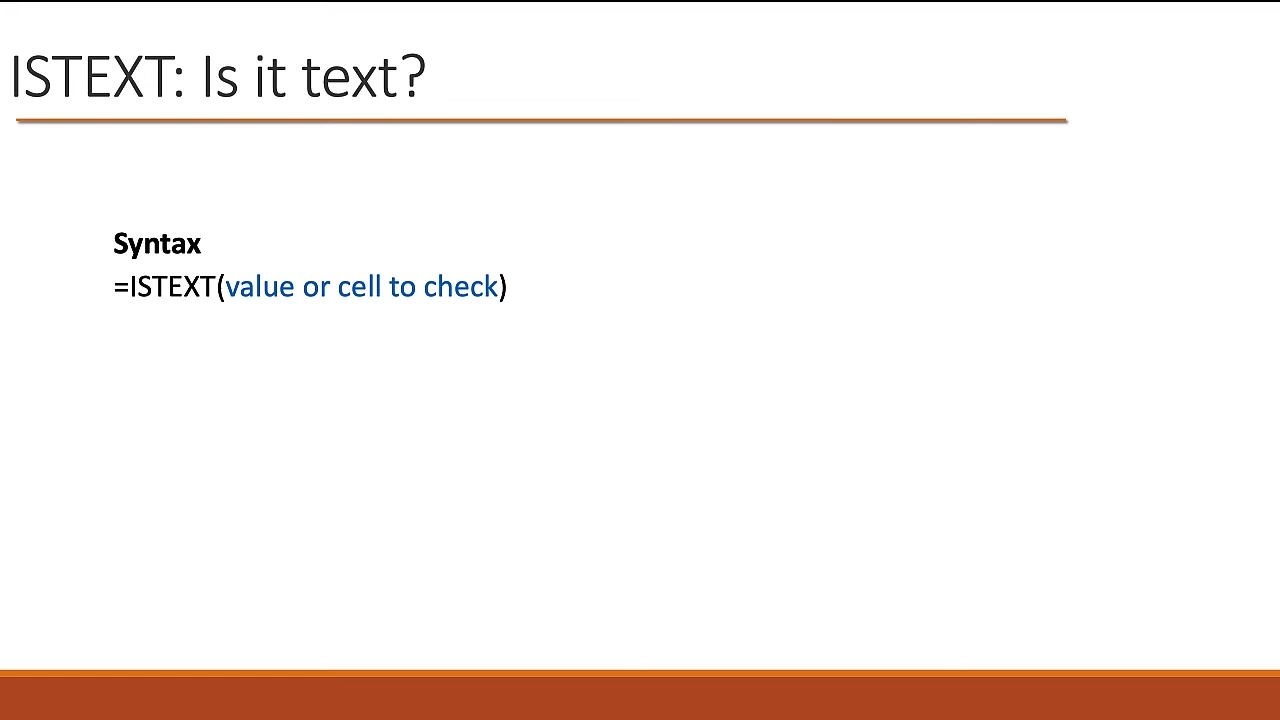 ISTEXT: Is it text?
Syntax
=ISTEXT(value or cell to check)